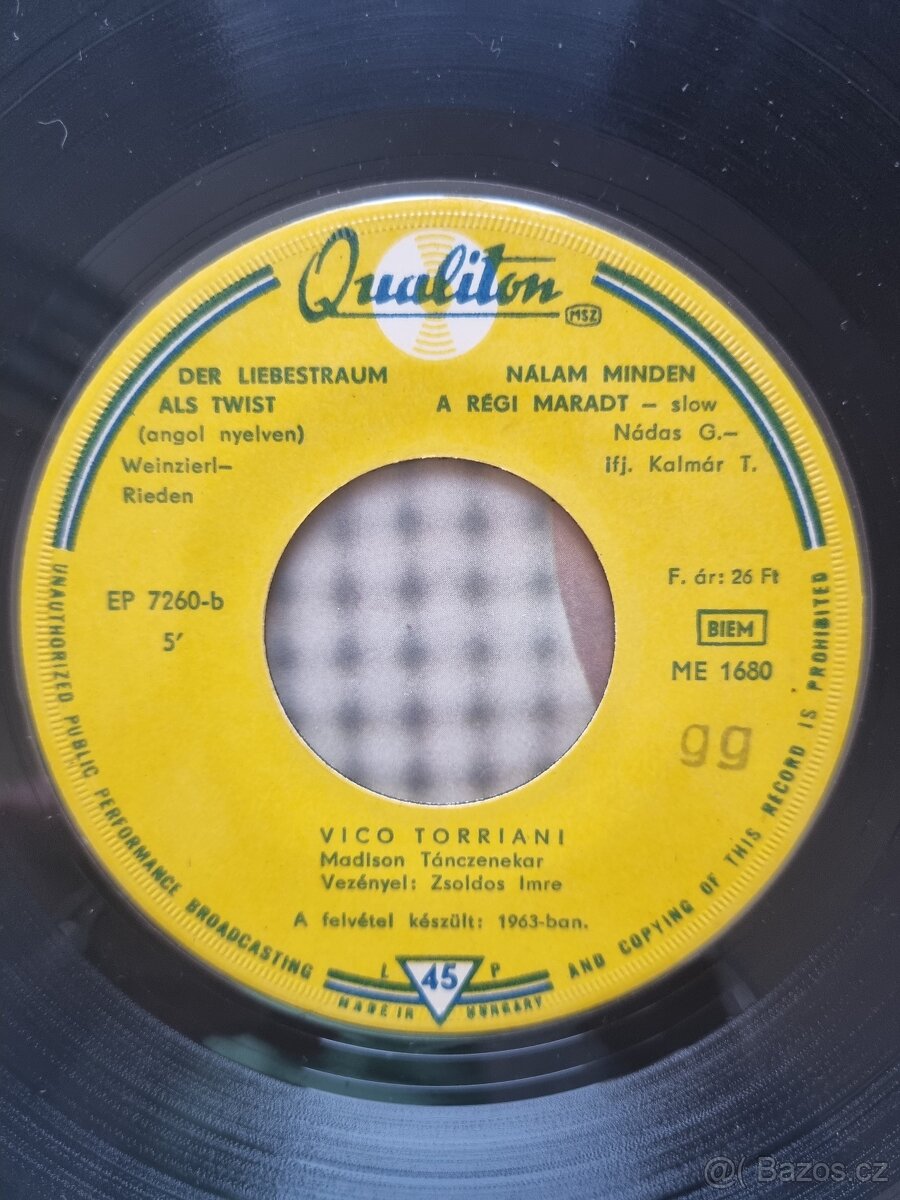 Qualiton
MSZ
DER LIEBESTRAUM
ALS TWIST
(angol nyelven)
Weinzierl–
Rieden
NÁLAM MINDEN
A RÉGI MARADT – slow
Nádas G.–
ifj. Kalmár T.
EP 7260-b
5′
F. ár: 26 Ft
BIEM
ME 1680
gg
VICO TORRIANI
Madison Tánczenekar
Vezényel: Zsoldos Imre
A felvétel készült: 1963-ban.
L 45 P
MADE IN HUNGARY
UNAUTHORIZED PUBLIC PERFORMANCE BROADCASTING AND COPYING OF THIS RECORD IS PROHIBITED
@( Bazos.cz